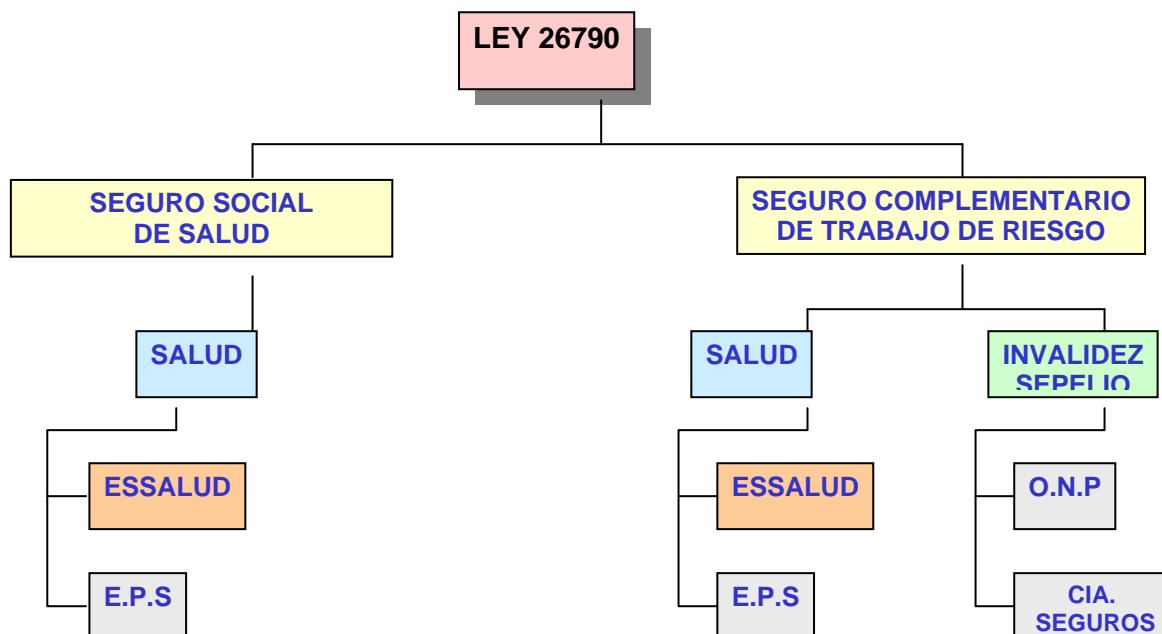 LEY 26790
SEGURO SOCIAL
DE SALUD
SEGURO COMPLEMENTARIO
DE TRABAJO DE RIESGO
SALUD
SALUD
INVALIDEZ
SEPELIO
ESSALUD
ESSALUD
O.N.P
E.P.S
E.P.S
CIA.
SEGUROS